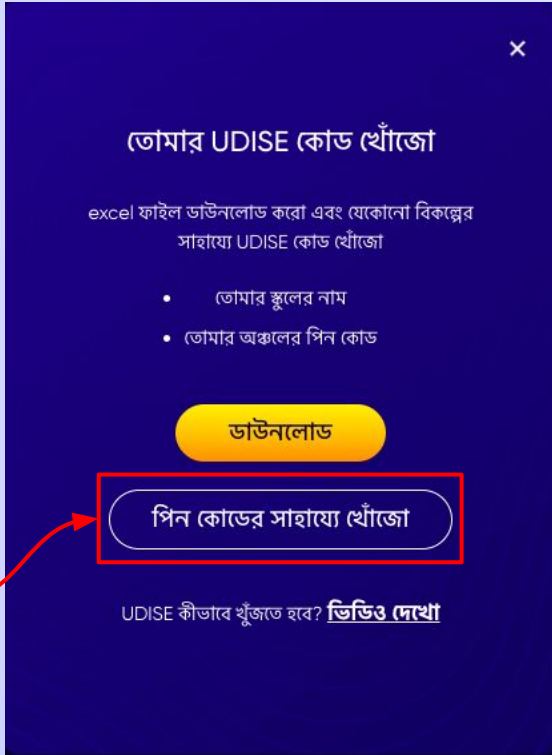 ×
তোমার UDISE কোড খোঁজো
excel ফাইল ডাউনলোড করো এবং যেকোনো বিকল্পের
সাহায্যে UDISE কোড খোঁজো
• তোমার স্কুলের নাম
• তোমার অঞ্চলের পিন কোড
ডাউনলোড
পিন কোডের সাহায্যে খোঁজো
UDISE কীভাবে খুঁজতে হবে? ভিডিও দেখো